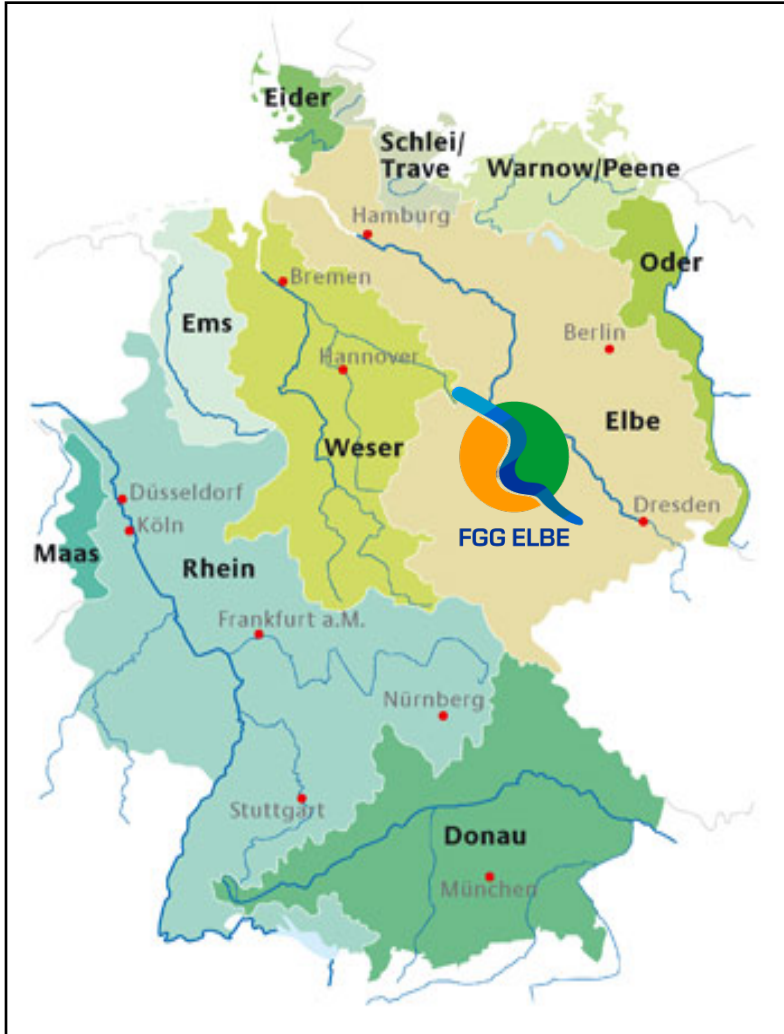 Eider
Schlei/
Trave
Warnow/Peene
Hamburg
Oder
Bremen
Ems
Berlin
Hannover
Elbe
Weser
Düsseldorf
Dresden
Köln
FGG ELBE
Maas
Rhein
Frankfurt a.M.
Nürnberg
Stuttgart
Donau
München